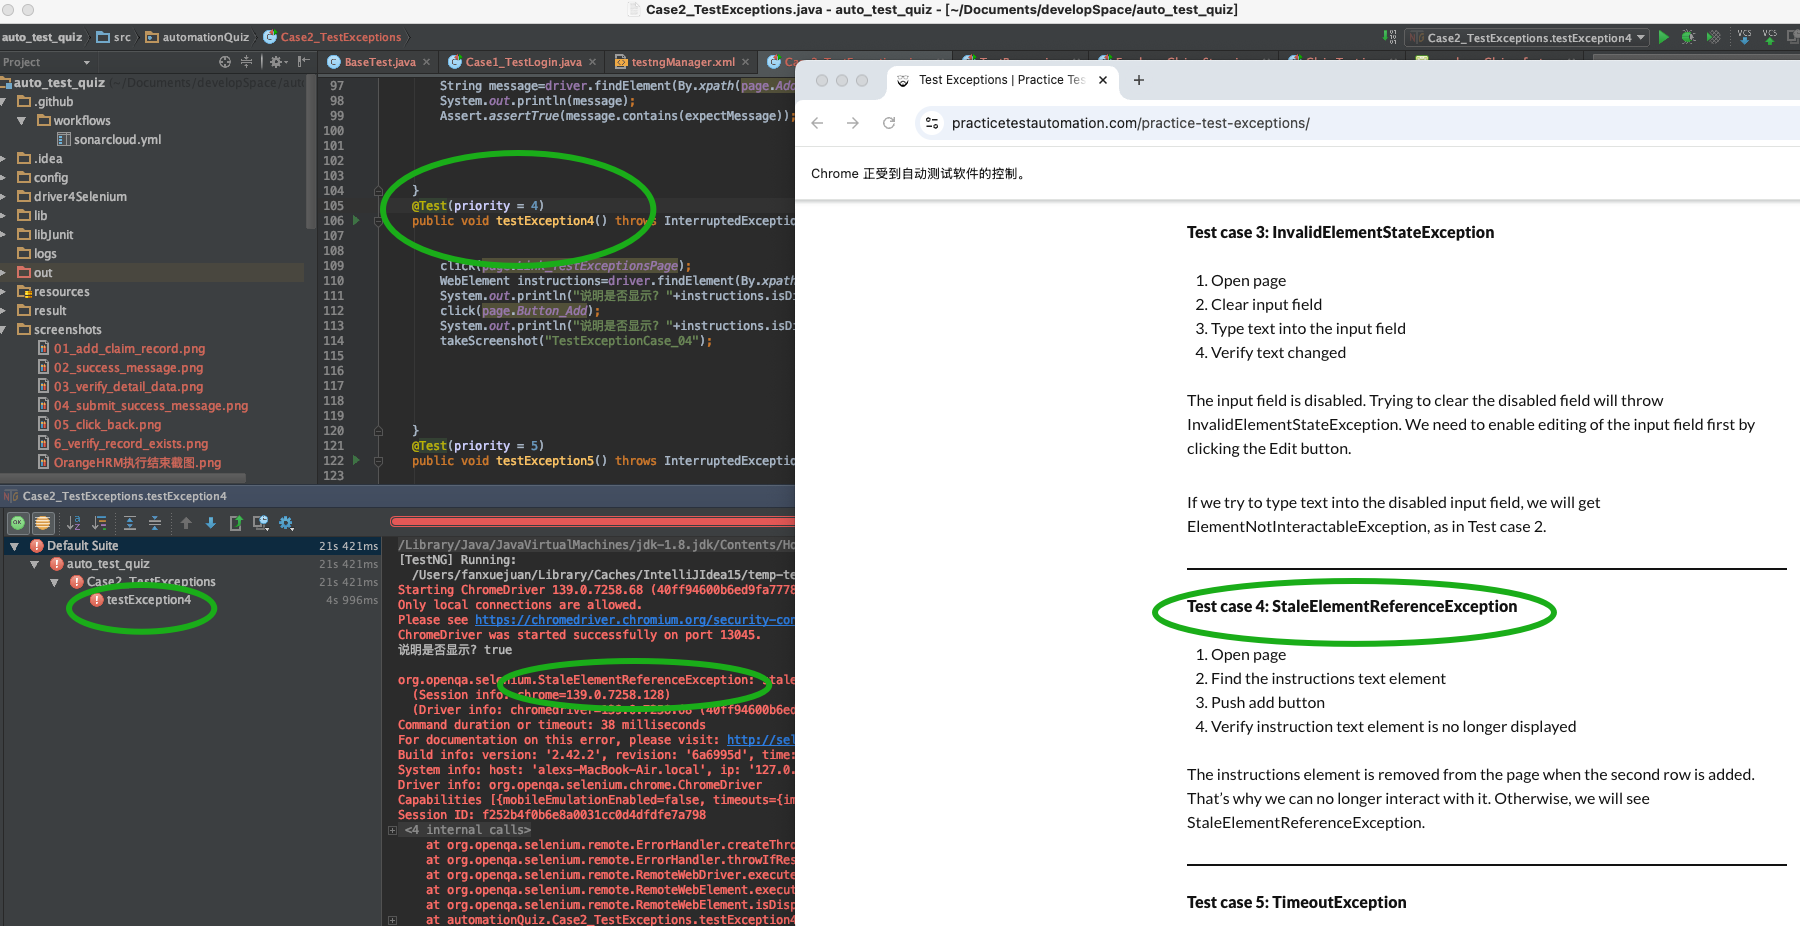 Case2_TestExceptions.java - auto_test_quiz - [~/Documents/developSpace/auto_test_quiz]
auto_test_quiz
src
automationQuiz
Case2_TestExceptions
Case2_TestExceptions.testException4
VCS
VCS
Project
BaseTest.java
Case1_TestLogin.java
testngManager.xml
auto_test_quiz
.github
workflows
sonarcloud.yml
.idea
config
driver4Selenium
lib
libJunit
logs
out
resources
result
screenshots
01_add_claim_record.png
02_success_message.png
03_verify_detail_data.png
04_submit_success_message.png
05_click_back.png
6_verify_record_exists.png
OrangeHRM执行结束截图.png
97 String message=driver.findElement(By.xpath(page.Add
98 System.out.println(message);
99 Assert.assertTrue(message.contains(expectMessage));
100
101
102
103
104 }
105 @Test(priority = 4)
106 public void testException4() throws InterruptedException
107
108
109 click(page.Link_TestExceptionsPage);
110 WebElement instructions=driver.findElement(By.xpath
111 System.out.println("说明是否显示? "+instructions.isDi
112 click(page.Button_Add);
113 System.out.println("说明是否显示? "+instructions.isDi
114 takeScreenshot("TestExceptionCase_04");
115
116
117
118
119
120 }
121 @Test(priority = 5)
122 public void testException5() throws InterruptedException
123
Case2_TestExceptions.testException4
Default Suite 21s 421ms
auto_test_quiz 21s 421ms
Case2_TestExceptions 21s 421ms
testException4 4s 996ms
/Library/Java/JavaVirtualMachines/jdk-1.8.jdk/Contents/Ho
[TestNG] Running:
/Users/fanxuejuan/Library/Caches/IntelliJIdea15/temp-te
Starting ChromeDriver 139.0.7258.68 (40ff94600b6ed9fa7778
Only local connections are allowed.
Please see https://chromedriver.chromium.org/security-con
ChromeDriver was started successfully on port 13045.
说明是否显示? true
org.openqa.selenium.StaleElementReferenceException: stale
(Session info: chrome=139.0.7258.128)
(Driver info: chromedriver=139.0.7258.68 (40ff94600b6ed
Command duration or timeout: 38 milliseconds
For documentation on this error, please visit: http://sel
Build info: version: '2.42.2', revision: '6a6995d', time:
System info: host: 'alexs-MacBook-Air.local', ip: '127.0.
Driver info: org.openqa.selenium.chrome.ChromeDriver
Capabilities [{mobileEmulationEnabled=false, timeouts={im
Session ID: f252b4f0b6e8a0031cc0d4dfdfe7a798
<4 internal calls>
at org.openqa.selenium.remote.ErrorHandler.createThro
at org.openqa.selenium.remote.ErrorHandler.throwIfRes
at org.openqa.selenium.remote.RemoteWebDriver.execute
at org.openqa.selenium.remote.RemoteWebElement.execut
at org.openqa.selenium.remote.RemoteWebElement.isDisp
at automationQuiz.Case2_TestExceptions.testException4
Test Exceptions | Practice Tes
practicetestautomation.com/practice-test-exceptions/
Chrome 正受到自动测试软件的控制。
Test case 3: InvalidElementStateException
1. Open page
2. Clear input field
3. Type text into the input field
4. Verify text changed
The input field is disabled. Trying to clear the disabled field will throw
InvalidElementStateException. We need to enable editing of the input field first by
clicking the Edit button.
If we try to type text into the disabled input field, we will get
ElementNotInteractableException, as in Test case 2.
Test case 4: StaleElementReferenceException
1. Open page
2. Find the instructions text element
3. Push add button
4. Verify instruction text element is no longer displayed
The instructions element is removed from the page when the second row is added.
That’s why we can no longer interact with it. Otherwise, we will see
StaleElementReferenceException.
Test case 5: TimeoutException